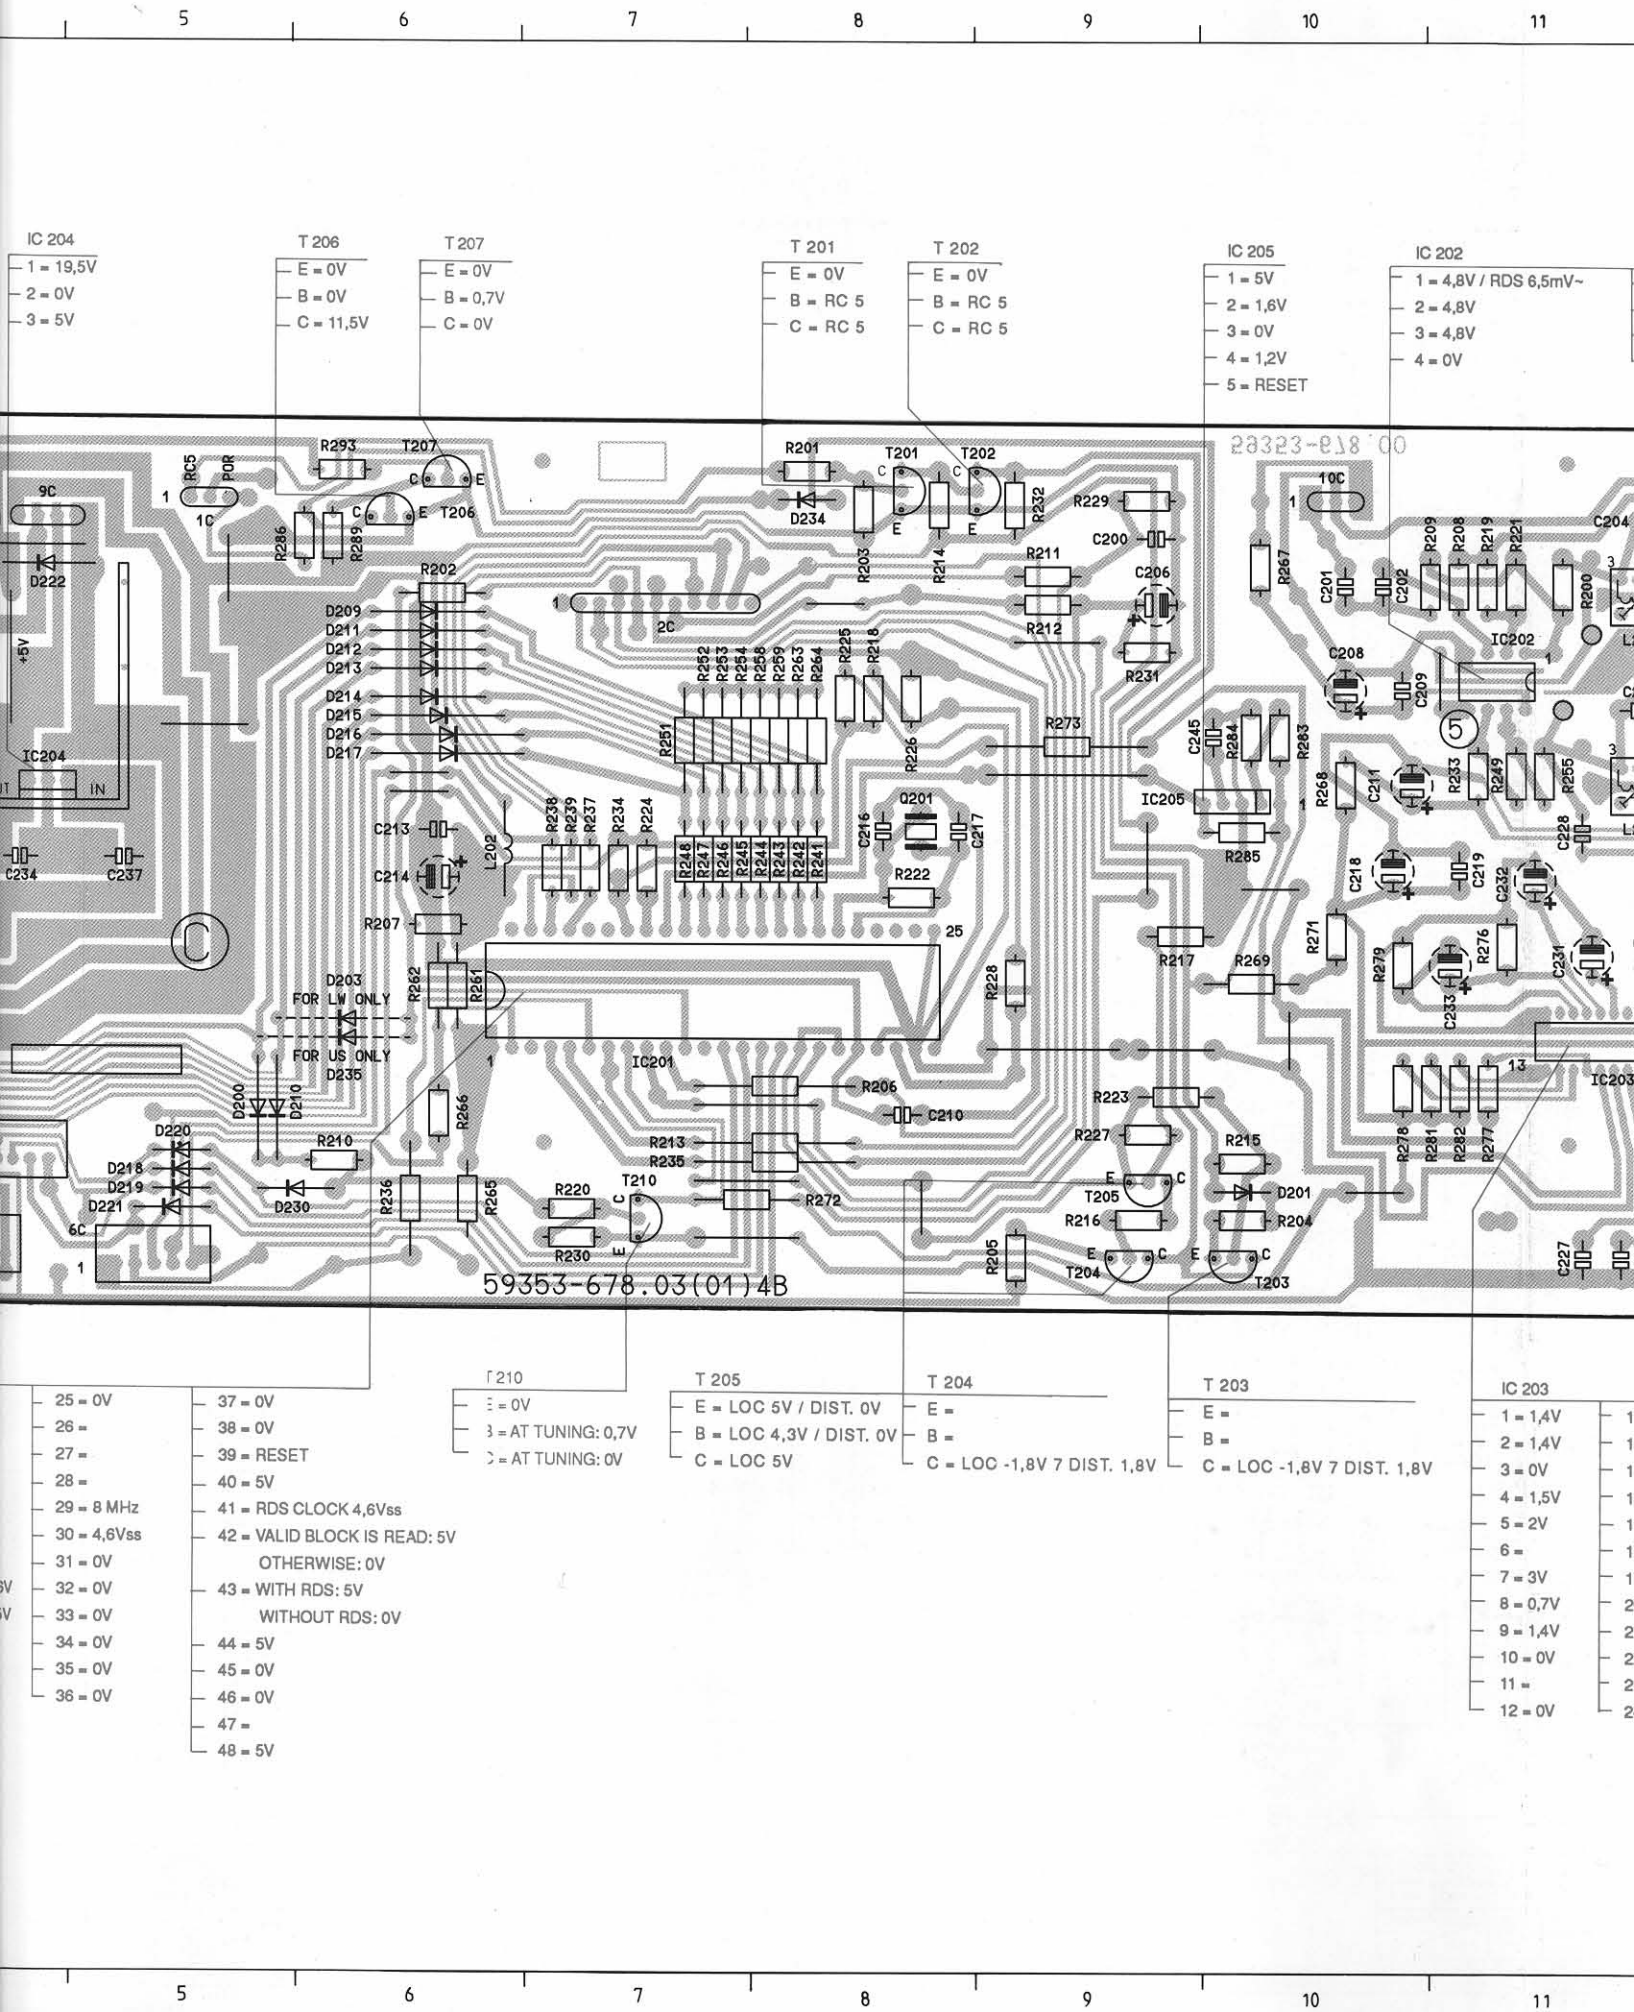 5 6 7 8 9 10 11
IC 204
1 = 19,5V
2 = 0V
3 = 5V
T 206
E = 0V
B = 0V
C = 11,5V
T 207
E = 0V
B = 0,7V
C = 0V
T 201
E = 0V
B = RC 5
C = RC 5
T 202
E = 0V
B = RC 5
C = RC 5
IC 205
1 = 5V
2 = 1,6V
3 = 0V
4 = 1,2V
5 = RESET
IC 202
1 = 4,8V / RDS 6,5mV~
2 = 4,8V
3 = 4,8V
4 = 0V
59353-678.00
R293 T207 R201 T201 T202
RC5 POR C E C C
9C 1 1C C E T206 D234 E E R232 R229 1 10C
R286 R289 R203 R214 C200 R267 R209 R208 R219 R221 C204
D222 R202 R211 C206 C201 C202 R200 3
D209 1 2C R212
D211
D212
D213
+5V R252 R253 R254 R258 R259 R263 R264 R225 R218 R231 C208 C209 IC202 1
D214
D215
D216
D217
R251 R226 R273 C245 R284 R283 5
IC204 IN R268 C211 R233 R249 R255 3
R238 R239 R237 R234 R224 Q201 IC205 1
C213 L202 C216 C217 R285 C228
C234 C237 C214 R248 R247 R246 R245 R244 R243 R242 R241 R222 C218 C219 C232
R207 25 R217 R271 R279 R276 C231
C
D203 R262 R261 R228 R269 C233
FOR LW ONLY
FOR US ONLY
D235 1 IC201 13 IC203
D200 D210 R266 R206 C210 R223
D220 R210 R213 R227 R215 R278 R281 R282 R277
D218 R235
D219 T210 E C
D221 D230 R236 R265 R220 C R272 T205 D201
6C R216 R204
1 R230 E R205 E C E C C227
T204 T203
59353-678.03(01)4B
25 = 0V
26 =
27 =
28 =
29 = 8 MHz
30 = 4,6Vss
31 = 0V
32 = 0V
33 = 0V
34 = 0V
35 = 0V
36 = 0V
37 = 0V
38 = 0V
39 = RESET
40 = 5V
41 = RDS CLOCK 4,6Vss
42 = VALID BLOCK IS READ: 5V
OTHERWISE: 0V
43 = WITH RDS: 5V
WITHOUT RDS: 0V
44 = 5V
45 = 0V
46 = 0V
47 =
48 = 5V
210
= 0V
= AT TUNING: 0,7V
= AT TUNING: 0V
T 205
E = LOC 5V / DIST. 0V
B = LOC 4,3V / DIST. 0V
C = LOC 5V
T 204
E =
B =
C = LOC -1,8V 7 DIST. 1,8V
T 203
E =
B =
C = LOC -1,8V 7 DIST. 1,8V
IC 203
1 = 1,4V
2 = 1,4V
3 = 0V
4 = 1,5V
5 = 2V
6 =
7 = 3V
8 = 0,7V
9 = 1,4V
10 = 0V
11 =
12 = 0V
5 6 7 8 9 10 11